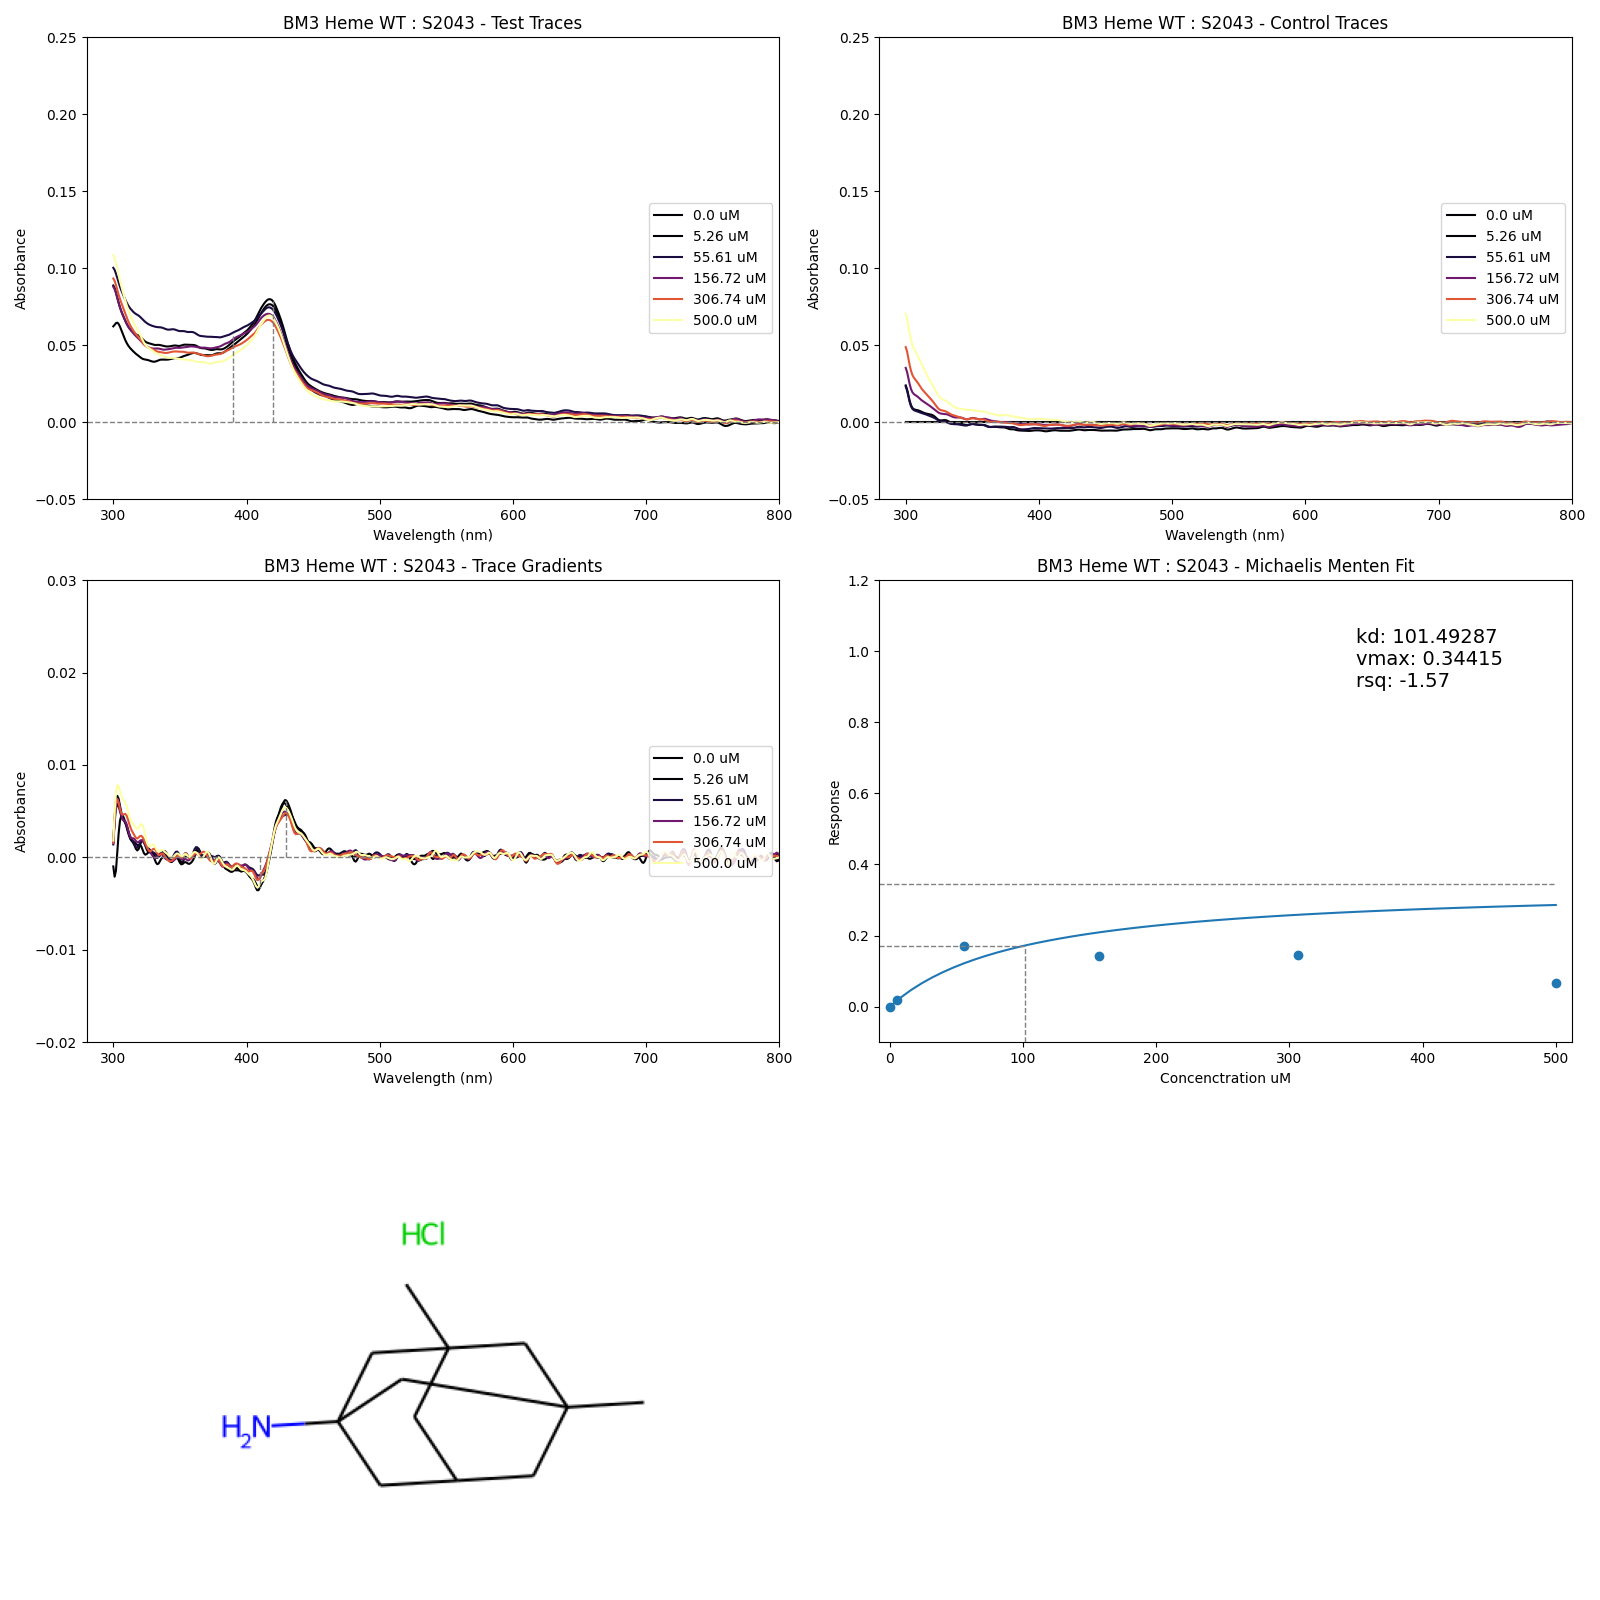 BM3 Heme WT : S2043 - Test Traces
0.25
0.20
0.15
0.10
0.05
0.00
−0.05
Absorbance
300
400
500
600
700
800
Wavelength (nm)
0.0 uM
5.26 uM
55.61 uM
156.72 uM
306.74 uM
500.0 uM
BM3 Heme WT : S2043 - Control Traces
0.25
0.20
0.15
0.10
0.05
0.00
−0.05
Absorbance
300
400
500
600
700
800
Wavelength (nm)
0.0 uM
5.26 uM
55.61 uM
156.72 uM
306.74 uM
500.0 uM
BM3 Heme WT : S2043 - Trace Gradients
0.03
0.02
0.01
0.00
−0.01
−0.02
Absorbance
300
400
500
600
700
800
Wavelength (nm)
0.0 uM
5.26 uM
55.61 uM
156.72 uM
306.74 uM
500.0 uM
BM3 Heme WT : S2043 - Michaelis Menten Fit
1.2
1.0
0.8
0.6
0.4
0.2
0.0
Response
0
100
200
300
400
500
Concenctration uM
kd: 101.49287
vmax: 0.34415
rsq: -1.57
HCl
H2N